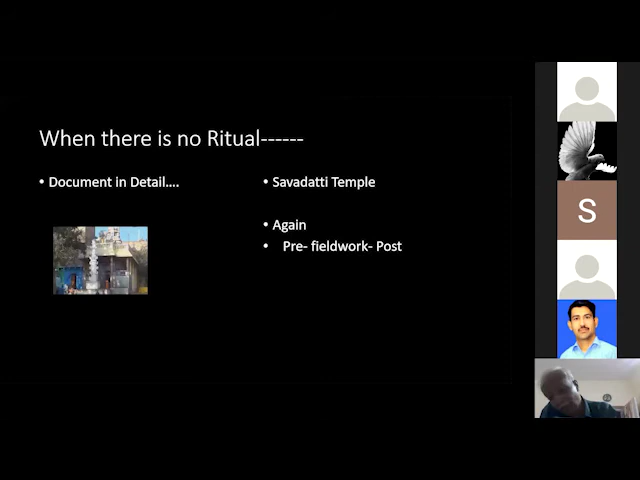 When there is no Ritual------
• Document in Detail....
• Savadatti Temple
• Again
• Pre- fieldwork- Post
S